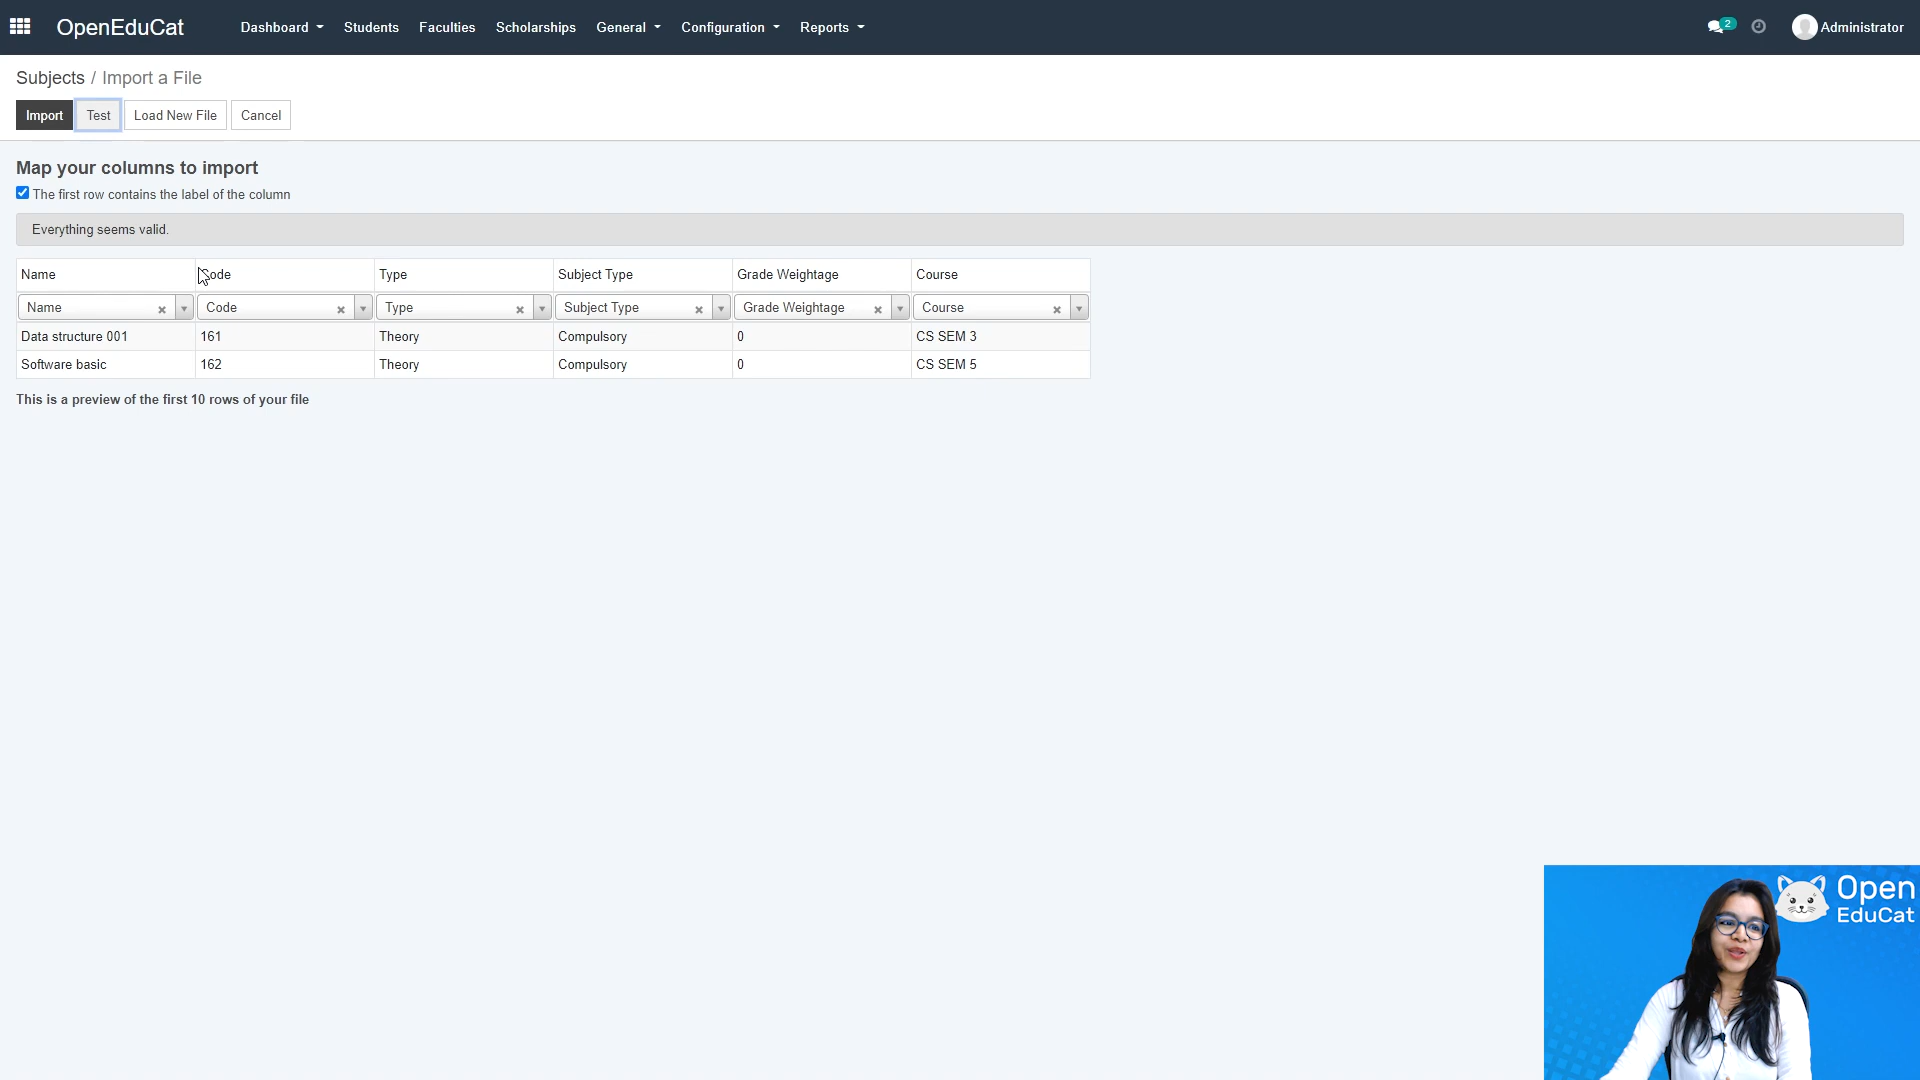 OpenEduCat Dashboard Students Faculties Scholarships General Configuration Reports 2 Administrator
Subjects / Import a File
Import Test Load New File Cancel
Map your columns to import
The first row contains the label of the column
Everything seems valid.
Name Code Type Subject Type Grade Weightage Course
Name Code Type Subject Type Grade Weightage Course
Data structure 001 161 Theory Compulsory 0 CS SEM 3
Software basic 162 Theory Compulsory 0 CS SEM 5
This is a preview of the first 10 rows of your file
Open
EduCat